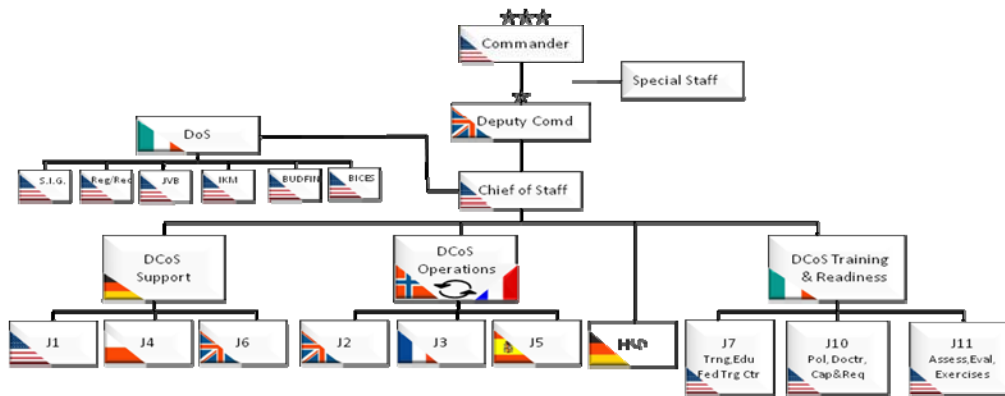 Commander
Special Staff
Deputy Comd
DoS
S.I.G.
Reg/Rec
JVB
IKM
BUDFIN
BICES
Chief of Staff
DCoS
Support
DCoS
Operations
DCoS Training
& Readiness
J1
J4
J6
J2
J3
J5
J7
Trng,Edu
Fed Trg Ctr
J10
Pol, Doctr,
Cap&Req
J11
Assess,Eval,
Exercises